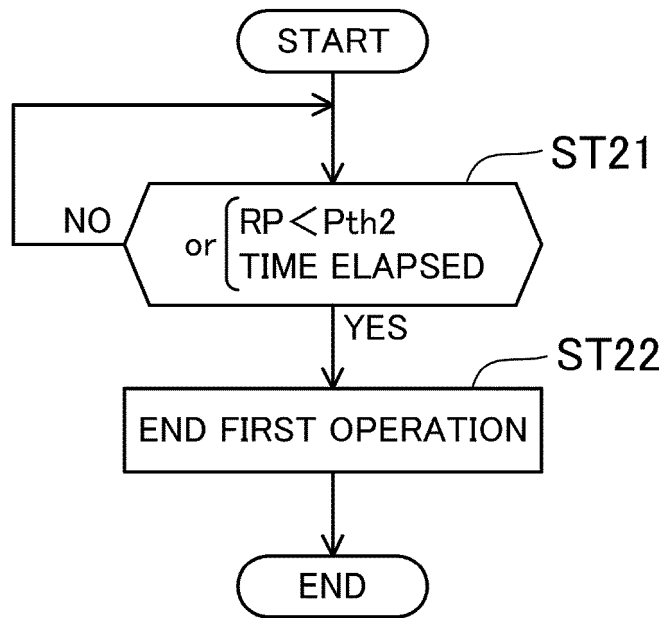 START
ST21
NO
or
RP＜Pth2
TIME ELAPSED
YES
ST22
END FIRST OPERATION
END